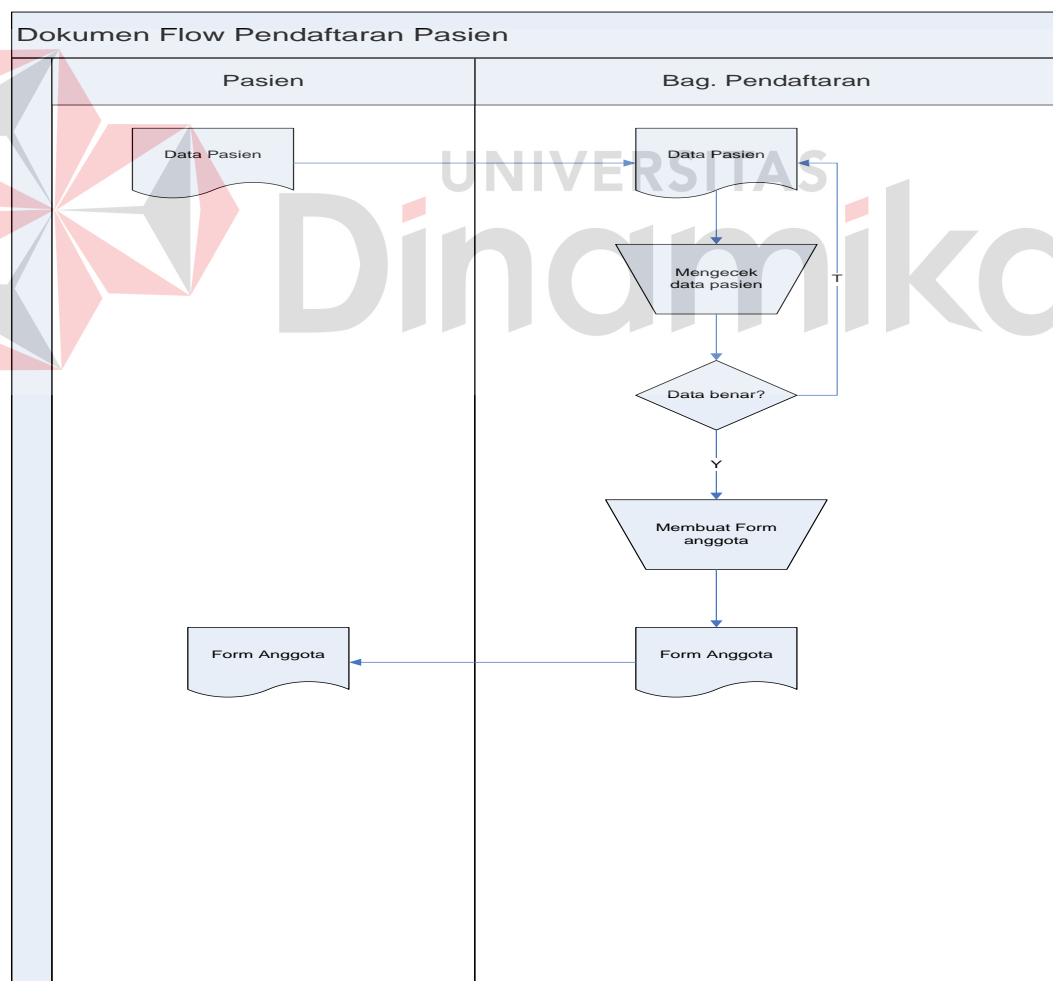 Dokumen Flow Pendaftaran Pasien
Pasien
Bag. Pendaftaran
Data Pasien
Data Pasien
UNIVERSITAS
Dinamika
Mengecek
data pasien
T
Data benar?
Y
Membuat Form
anggota
Form Anggota
Form Anggota